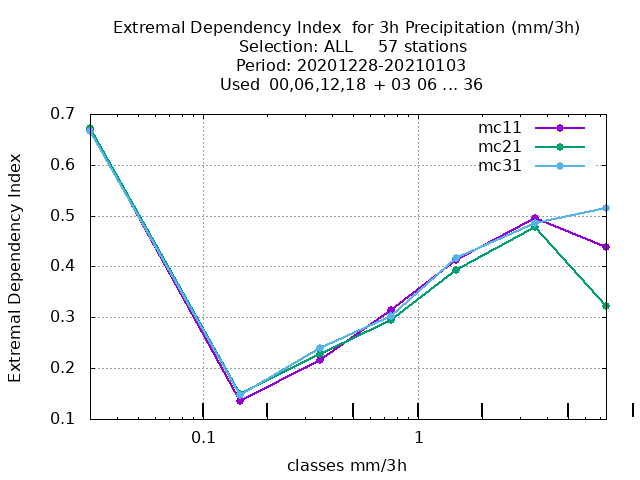 Extremal Dependency Index  for 3h Precipitation (mm/3h)
Selection: ALL     57 stations
Period: 20201228-20210103
Used  00,06,12,18  + 03 06 ... 36
0.7
0.6
0.5
0.4
0.3
0.2
0.1
Extremal Dependency Index
mc11
mc21
mc31
0.1
1
classes mm/3h